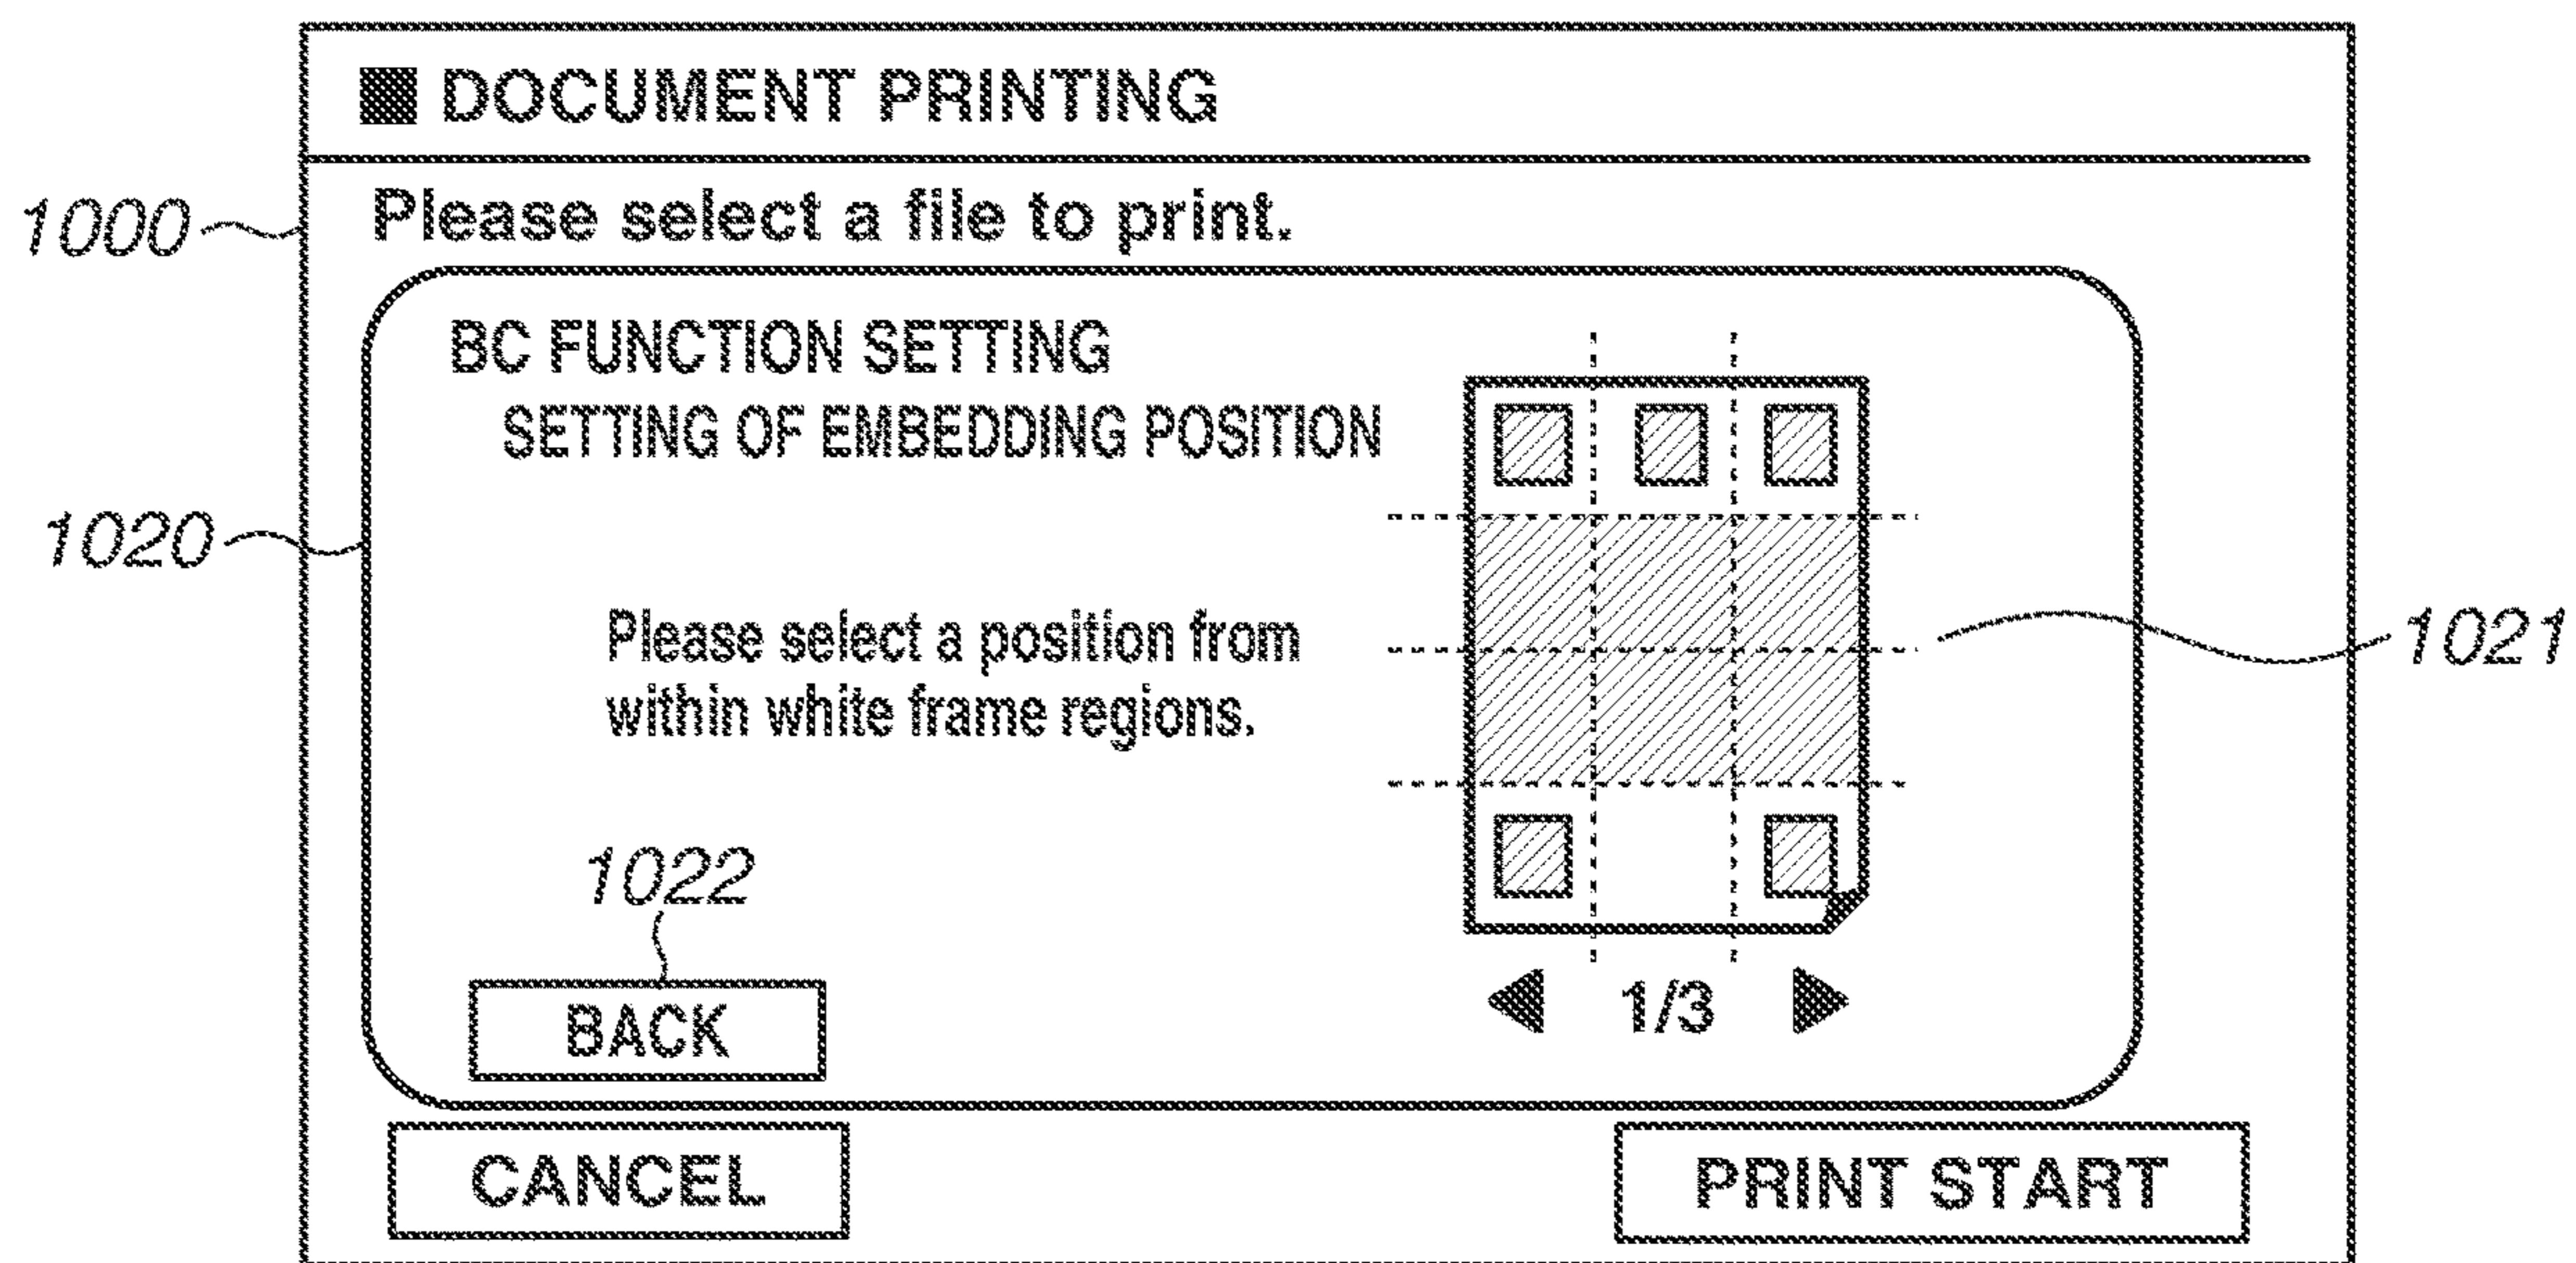 DOCUMENT PRINTING
1000
Please select a file to print.
BC FUNCTION SETTING
SETTING OF EMBEDDING POSITION
1020
Please select a position from
within white frame regions.
1021
1022
BACK
1/3
CANCEL
PRINT START